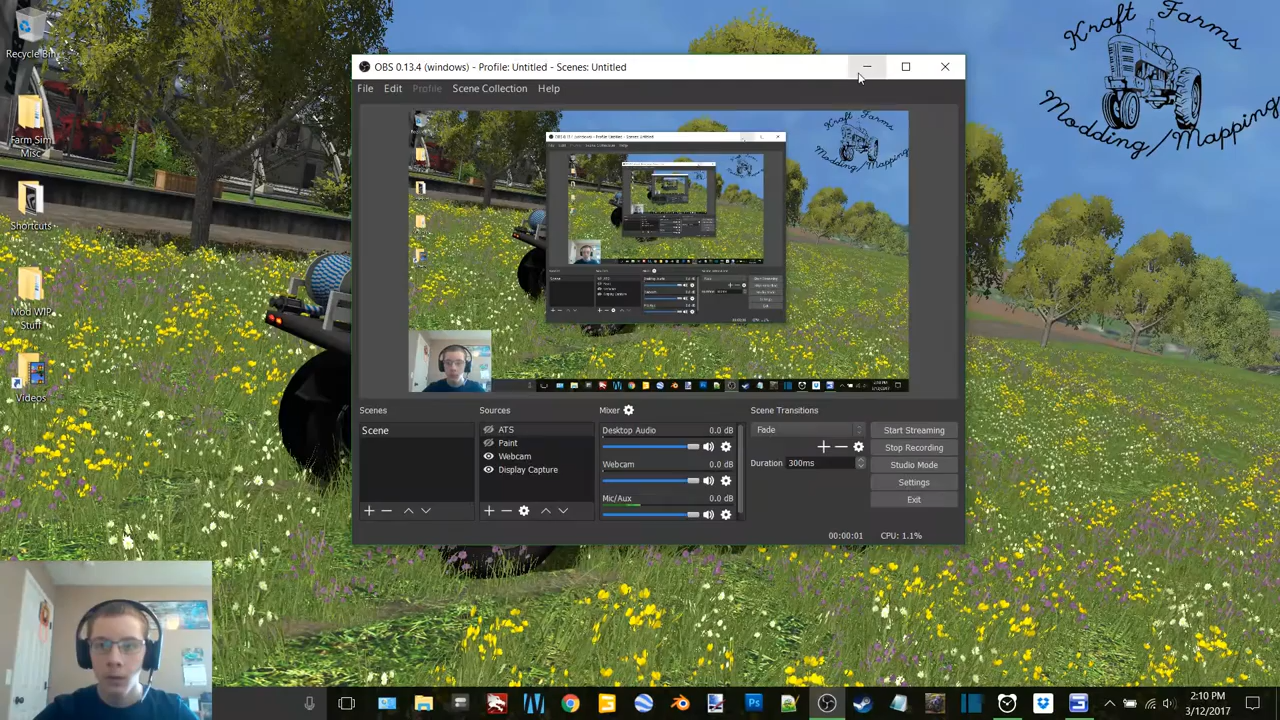 Recycle Bin
Farm Sim
Misc
Shortcuts
Mod WIP
Stuff
Videos
Kraft Farms
Modding/Mapping
OBS 0.13.4 (windows) - Profile: Untitled - Scenes: Untitled
File Edit Profile Scene Collection Help
Scenes
Scene
Sources
ATS
Paint
Webcam
Display Capture
Mixer
Desktop Audio 0.0 dB
Webcam 0.0 dB
Mic/Aux 0.0 dB
Scene Transitions
Fade
Duration 300ms
Start Streaming
Stop Recording
Studio Mode
Settings
Exit
00:00:01 CPU: 1.1%
2:10 PM
3/12/2017